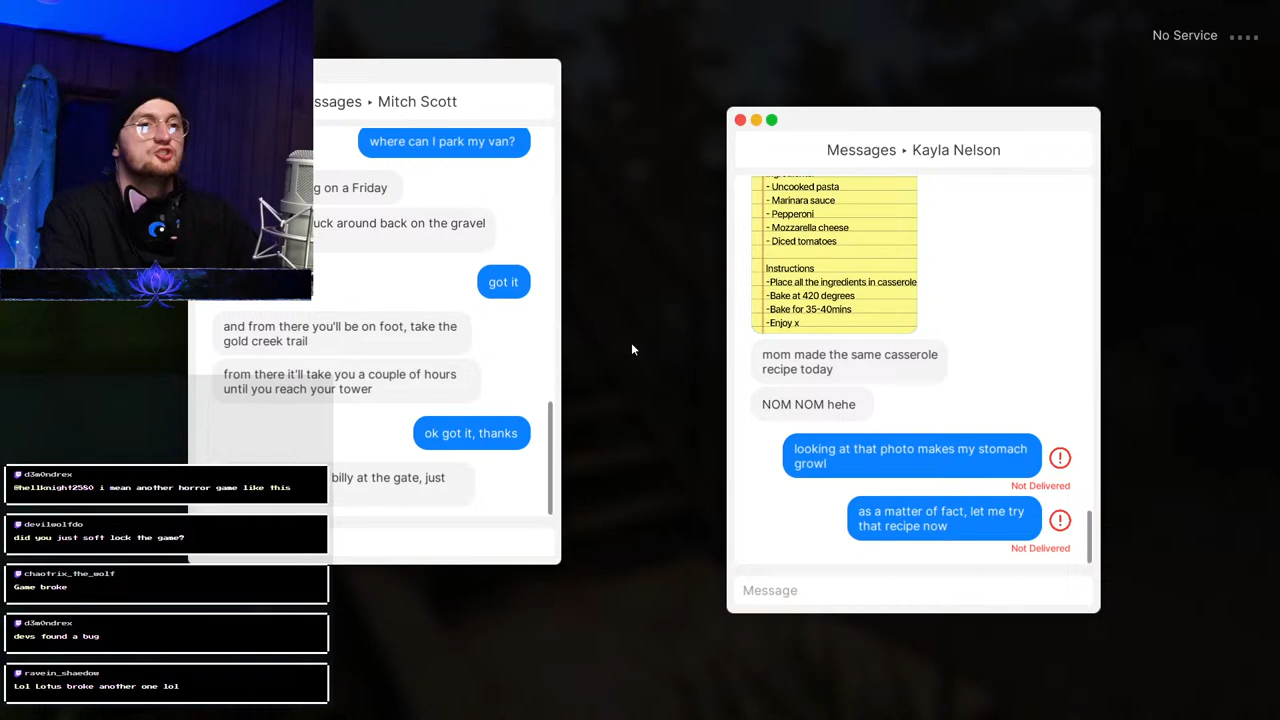 No Service
ssages ▸ Mitch Scott
where can I park my van?
g on a Friday
uck around back on the gravel
got it
and from there you'll be on foot, take the
gold creek trail
from there it'll take you a couple of hours
until you reach your tower
ok got it, thanks
billy at the gate, just
Messages ▸ Kayla Nelson
- Uncooked pasta
- Marinara sauce
- Pepperoni
- Mozzarella cheese
- Diced tomatoes
Instructions
-Place all the ingredients in casserole
-Bake at 420 degrees
-Bake for 35-40mins
-Enjoy x
mom made the same casserole
recipe today
NOM NOM hehe
looking at that photo makes my stomach
growl
Not Delivered
as a matter of fact, let me try
that recipe now
Not Delivered
Message
d3m0ndrex
@hellknight2580 i mean another horror game like this
devilwolfdo
did you just soft lock the game?
chaotrix_the_wolf
Game broke
d3m0ndrex
devs found a bug
ravein_shaedow
Lol Lotus broke another one lol